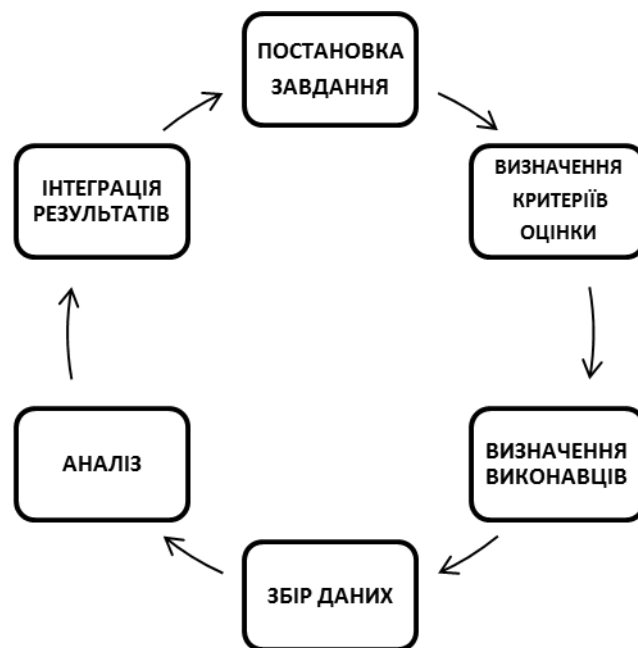 ПОСТАНОВКА
ЗАВДАННЯ
ВИЗНАЧЕННЯ
КРИТЕРІЇВ
ОЦІНКИ
ВИЗНАЧЕННЯ
ВИКОНАВЦІВ
ЗБІР ДАНИХ
АНАЛІЗ
ІНТЕГРАЦІЯ
РЕЗУЛЬТАТІВ